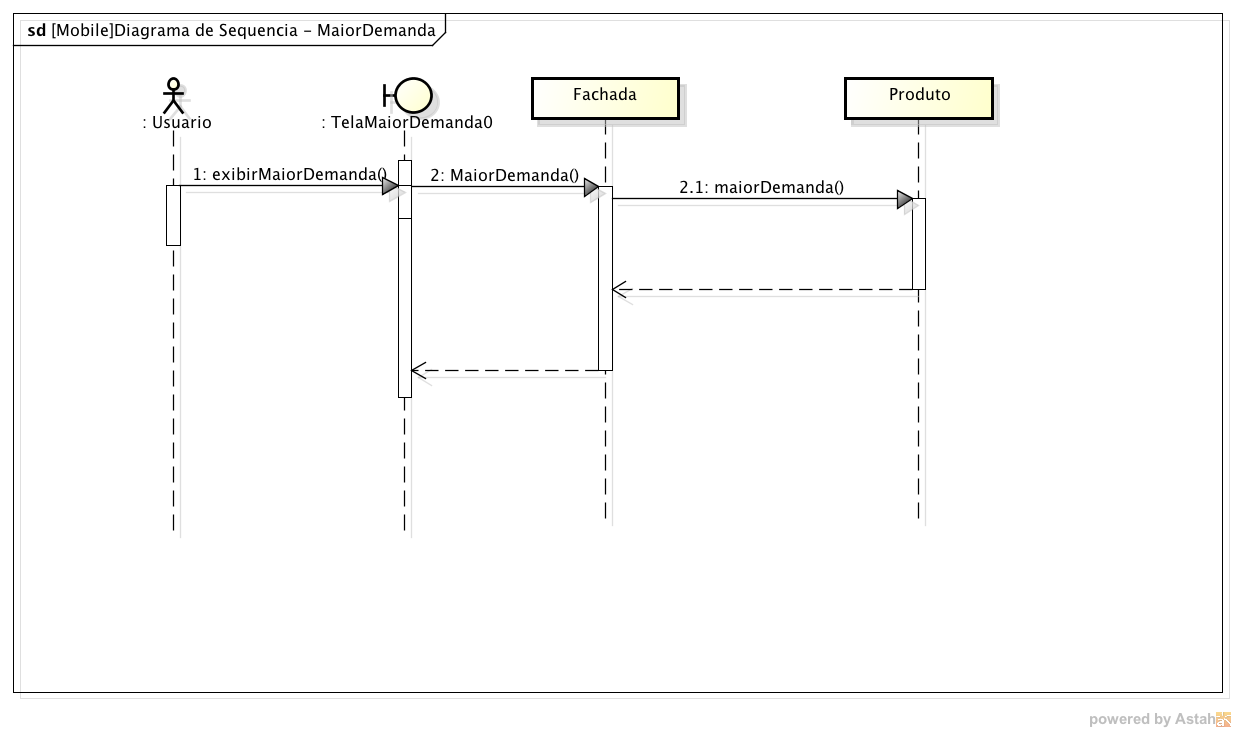 sd [Mobile]Diagrama de Sequencia - MaiorDemanda
: Usuario
: TelaMaiorDemanda0
Fachada
Produto
1: exibirMaiorDemanda()
2: MaiorDemanda()
2.1: maiorDemanda()
powered by Astah